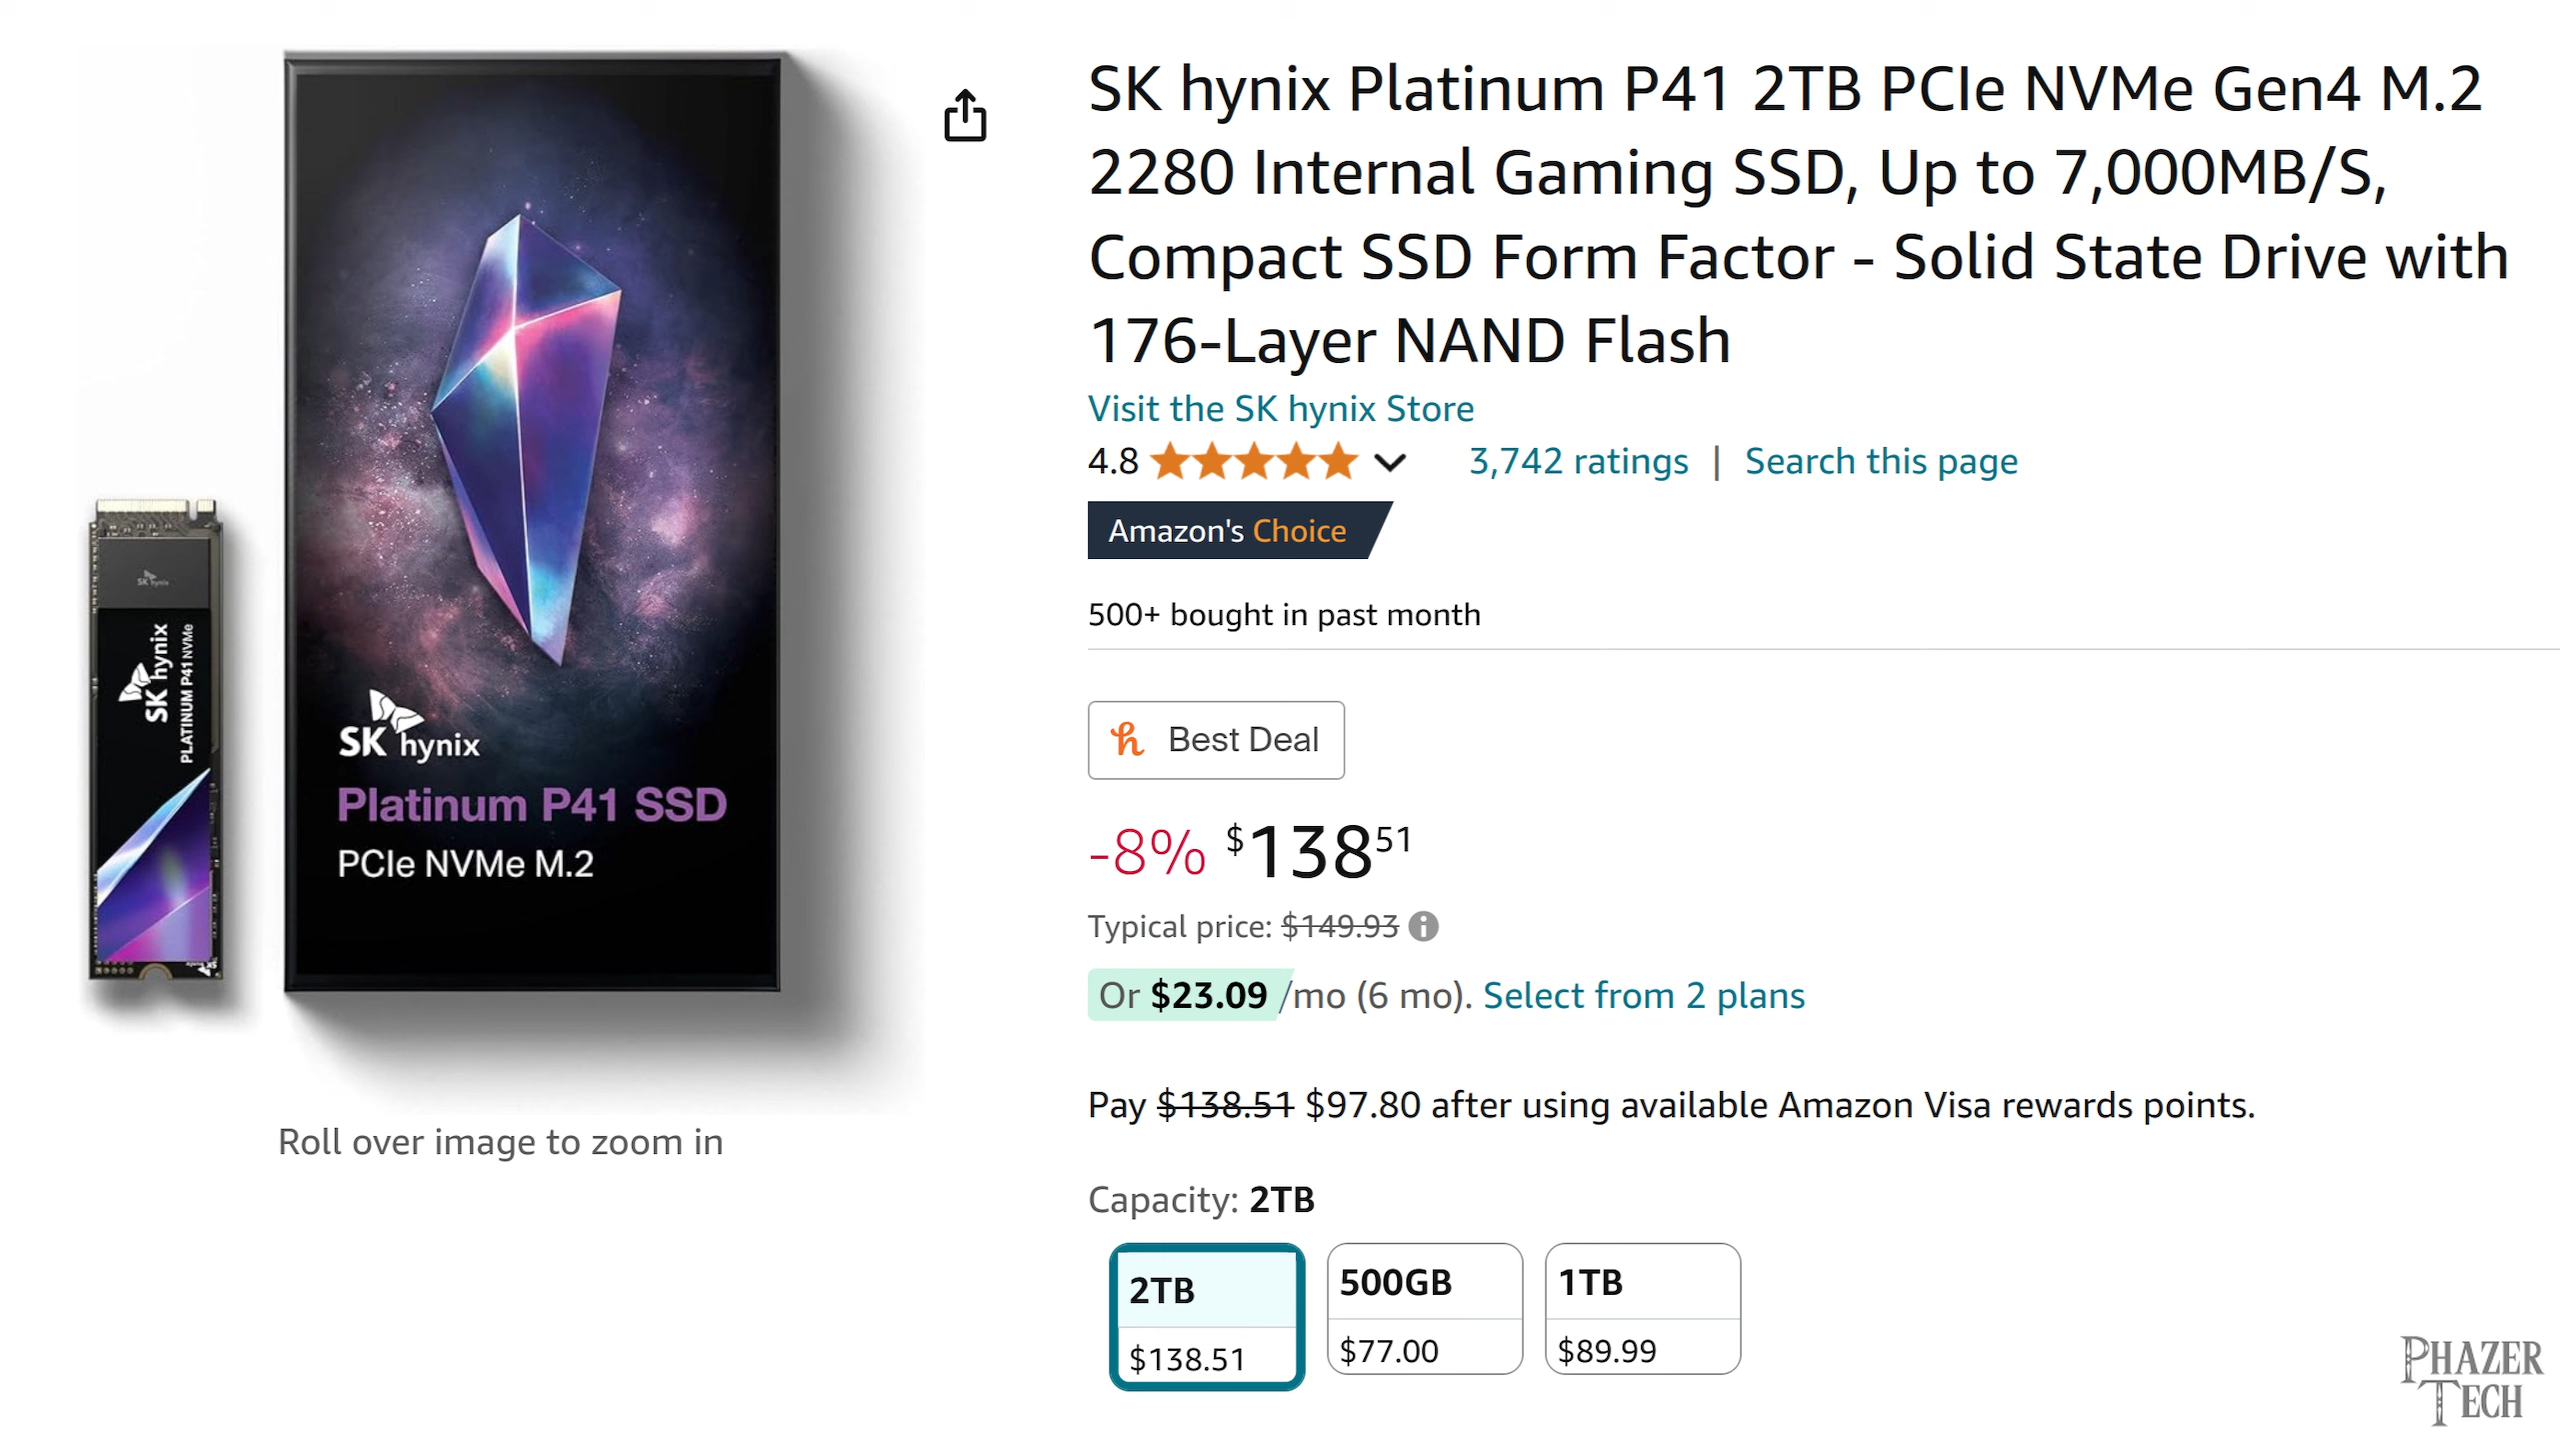 SK hynix
SK hynix
PLATINUM P41 NVMe
SK hynix
Platinum P41 SSD
PCIe NVMe M.2
Roll over image to zoom in
SK hynix Platinum P41 2TB PCIe NVMe Gen4 M.2
2280 Internal Gaming SSD, Up to 7,000MB/S,
Compact SSD Form Factor - Solid State Drive with
176-Layer NAND Flash
Visit the SK hynix Store
4.8 3,742 ratings | Search this page
Amazon's Choice
500+ bought in past month
Best Deal
-8% $138.51
Typical price: $149.93
Or $23.09 /mo (6 mo). Select from 2 plans
Pay $138.51 $97.80 after using available Amazon Visa rewards points.
Capacity: 2TB
2TB 500GB 1TB
$138.51 $77.00 $89.99
PHAZER
TECH